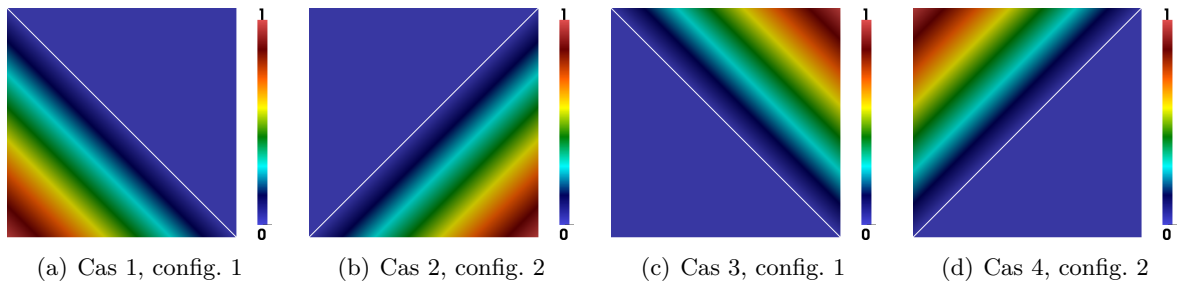 1
0
1
0
1
0
1
0
(a) Cas 1, config. 1
(b) Cas 2, config. 2
(c) Cas 3, config. 1
(d) Cas 4, config. 2